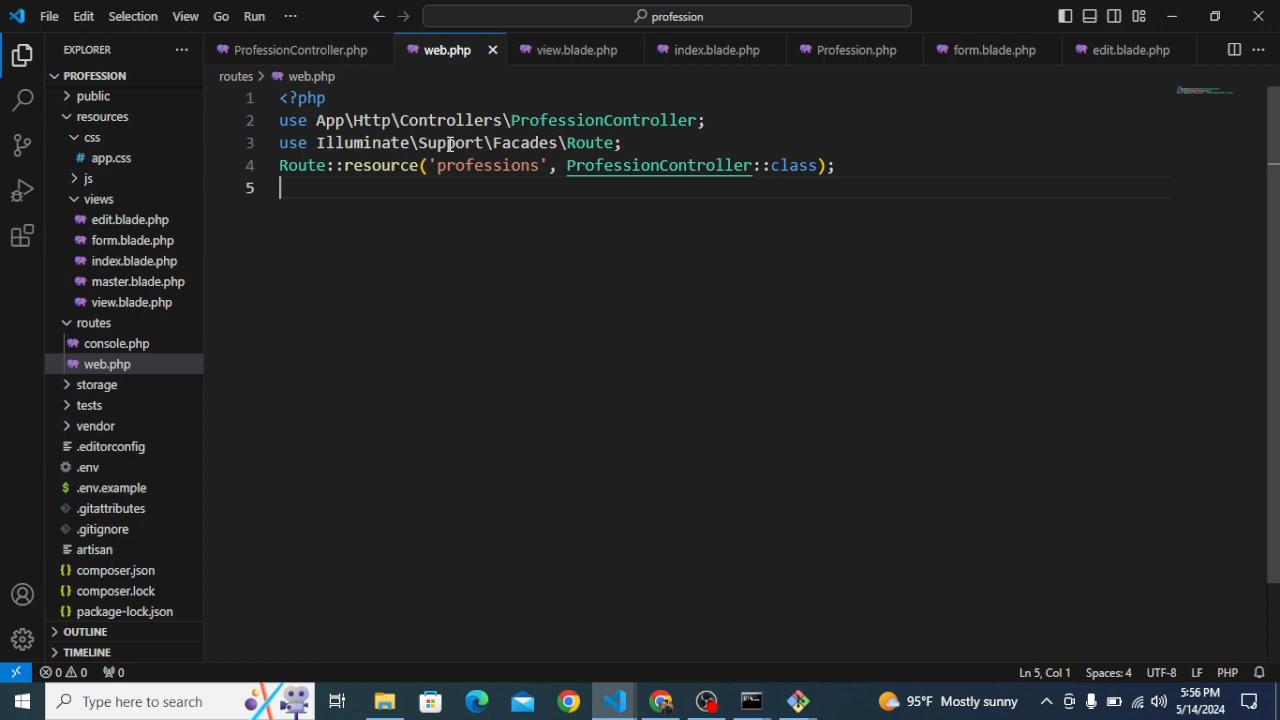 File Edit Selection View Go Run ··· profession
EXPLORER ···
ProfessionController.php web.php view.blade.php index.blade.php Profession.php form.blade.php edit.blade.php ···
PROFESSION
public
resources
css
app.css
js
views
edit.blade.php
form.blade.php
index.blade.php
master.blade.php
view.blade.php
routes
console.php
web.php
storage
tests
vendor
.editorconfig
.env
.env.example
.gitattributes
.gitignore
artisan
composer.json
composer.lock
package-lock.json
OUTLINE
TIMELINE
routes > web.php
1 <?php
2 use App\Http\Controllers\ProfessionController;
3 use Illuminate\Support\Facades\Route;
4 Route::resource('professions', ProfessionController::class);
5
0 0 0 Ln 5, Col 1 Spaces: 4 UTF-8 LF PHP
Type here to search 95°F Mostly sunny 5:56 PM
5/14/2024